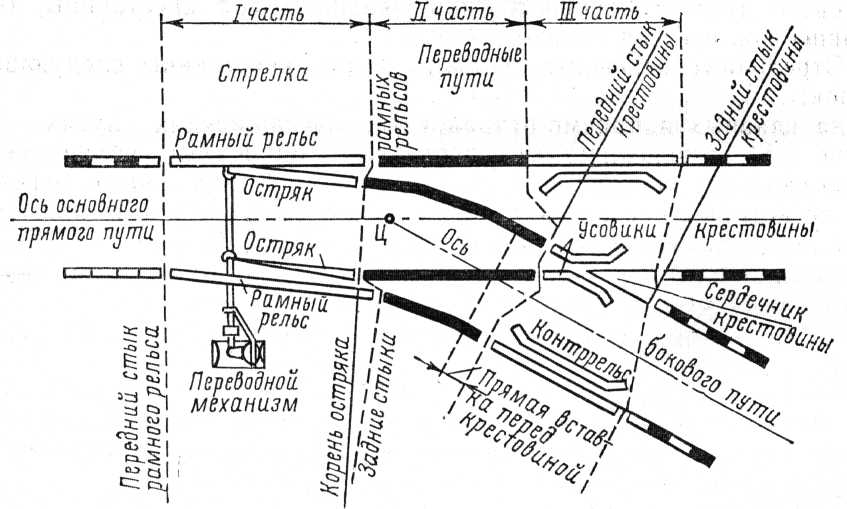 I часть
II часть
III часть
Стрелка
Переводные
пути
рамных
рельсов
Передний стык
крестовины
Задний стык
крестовины
Рамный рельс
Остряк
Ось основного
прямого пути
Ц
Ось
Усовики
крестовины
Остряк
Рамный
рельс
Сердечник
крестовины
Контррельс
бокового пути
Переводной
механизм
Прямая встав-
ка перед
крестовиной
Передний стык
рамного рельса
Корень остряка
Задние стыки